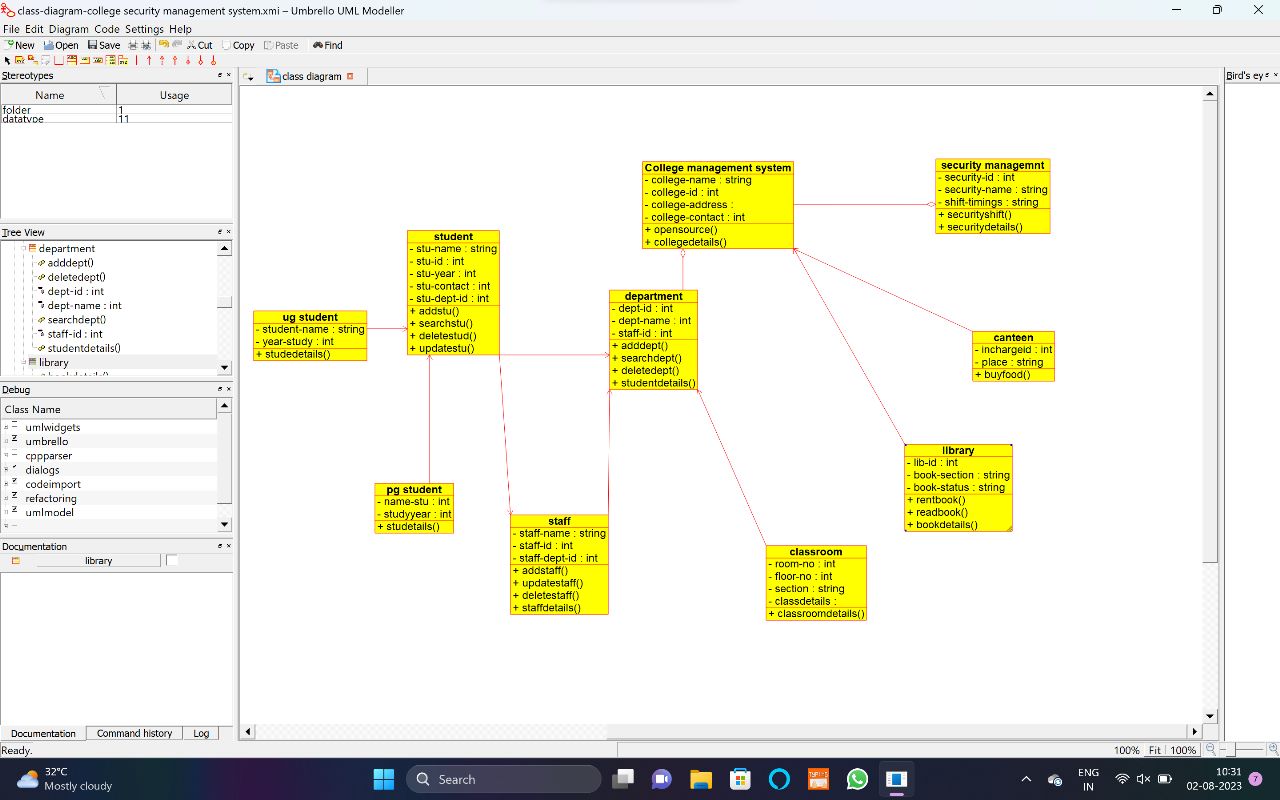 class-diagram-college security management system.xmi – Umbrello UML Modeller
File Edit Diagram Code Settings Help
New Open Save Cut Copy Paste Find
Stereotypes
Name Usage
folder 1
datatype 11
Tree View
department
adddept()
deletedept()
dept-id : int
dept-name : int
searchdept()
staff-id : int
studentdetails()
library
Debug
Class Name
umlwidgets
umbrello
cppparser
dialogs
codeimport
refactoring
umlmodel
Documentation
library
Documentation Command history Log
class diagram
Bird's ey
College management system
- college-name : string
- college-id : int
- college-address :
- college-contact : int
+ opensource()
+ collegedetails()
security managemnt
- security-id : int
- security-name : string
- shift-timings : string
+ securityshift()
+ securitydetails()
student
- stu-name : string
- stu-id : int
- stu-year : int
- stu-contact : int
- stu-dept-id : int
+ addstu()
+ searchstu()
+ deletestud()
+ updatestu()
department
- dept-id : int
- dept-name : int
- staff-id : int
+ adddept()
+ searchdept()
+ deletedept()
+ studentdetails()
ug student
- student-name : string
- year-study : int
+ studedetails()
canteen
- inchargeid : int
- place : string
+ buyfood()
library
- lib-id : int
- book-section : string
- book-status : string
+ rentbook()
+ readbook()
+ bookdetails()
pg student
- name-stu : int
- studyyear : int
+ studetails()
staff
- staff-name : string
- staff-id : int
- staff-dept-id : int
+ addstaff()
+ updatestaff()
+ deletestaff()
+ staffdetails()
classroom
- room-no : int
- floor-no : int
- section : string
- classdetails :
+ classroomdetails()
Ready.
100% Fit 100%
32°C
Mostly cloudy
Search
ENG
IN
10:31
02-08-2023
7